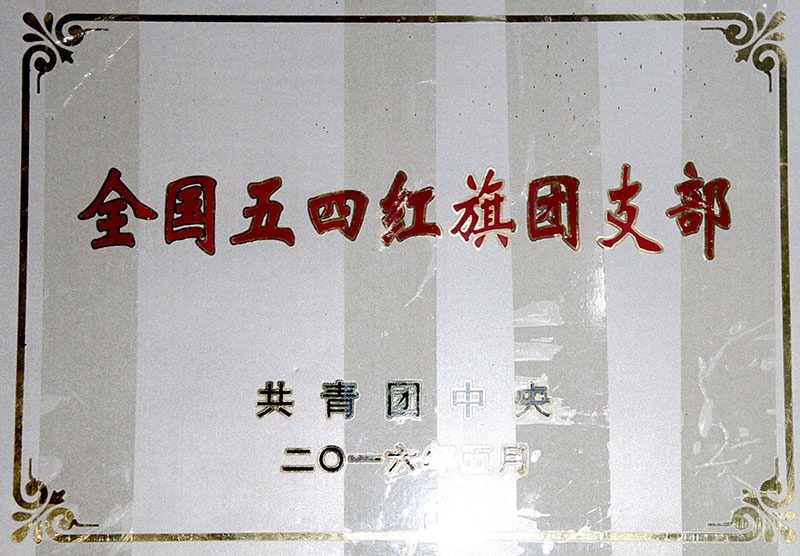 全国五四红旗团支部
共青团中央
二〇一六年五月